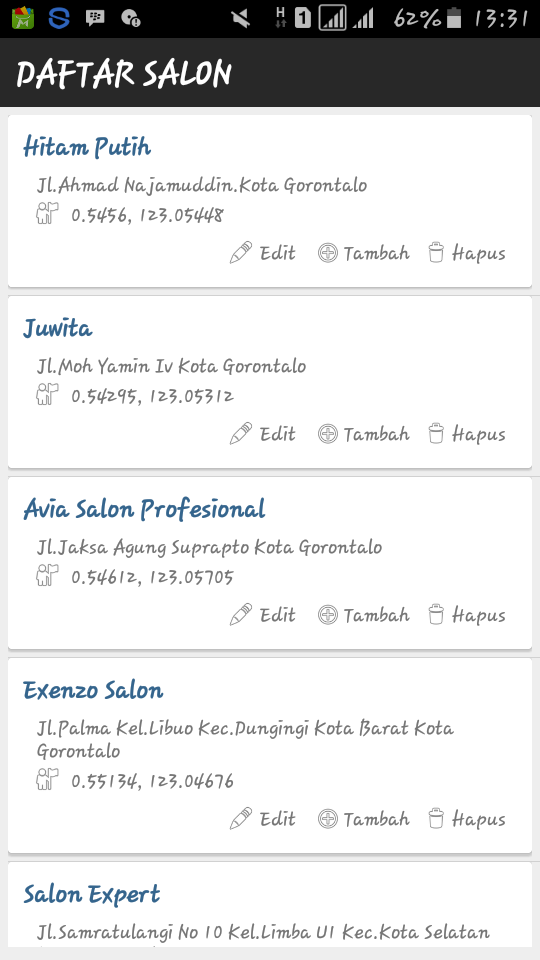 H 1 62% 13:31
DAFTAR SALON
Hitam Putih
Jl.Ahmad Najamuddin.Kota Gorontalo
0.5456, 123.05448
Edit Tambah Hapus
Juwita
Jl.Moh Yamin Iv Kota Gorontalo
0.54295, 123.05312
Edit Tambah Hapus
Avia Salon Profesional
Jl.Jaksa Agung Suprapto Kota Gorontalo
0.54612, 123.05705
Edit Tambah Hapus
Exenzo Salon
Jl.Palma Kel.Libuo Kec.Dungingi Kota Barat Kota
Gorontalo
0.55134, 123.04676
Edit Tambah Hapus
Salon Expert
Jl.Samratulangi No 10 Kel.Limba U1 Kec.Kota Selatan